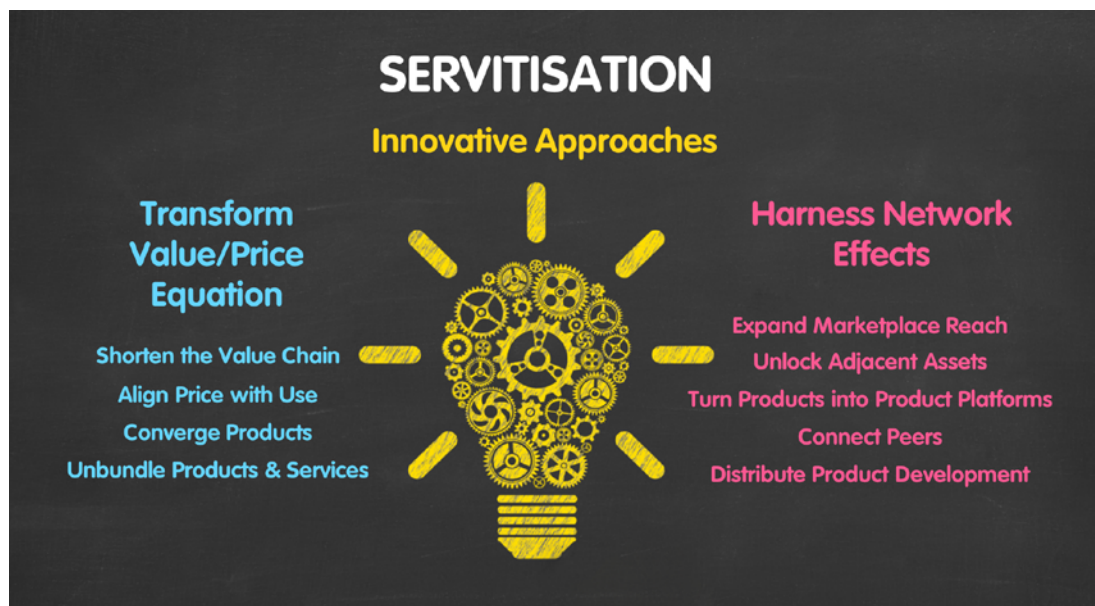 SERVITISATION
Innovative Approaches
Transform
Value/Price
Equation
Shorten the Value Chain
Align Price with Use
Converge Products
Unbundle Products & Services
Harness Network
Effects
Expand Marketplace Reach
Unlock Adjacent Assets
Turn Products into Product Platforms
Connect Peers
Distribute Product Development